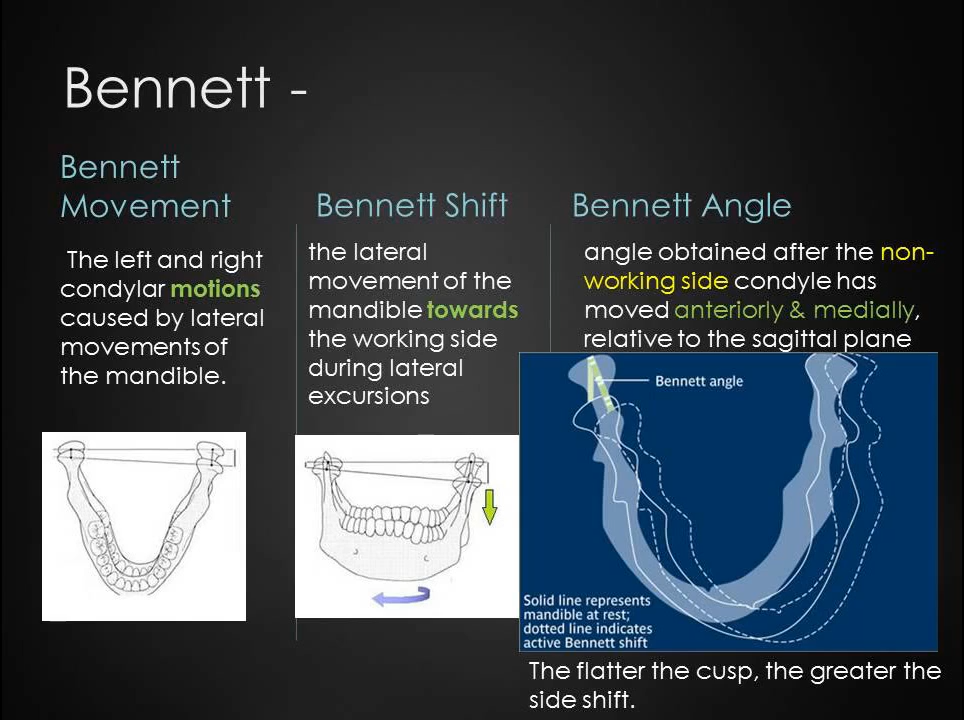 Bennett -
Bennett
Movement
The left and right
condylar motions
caused by lateral
movements of
the mandible.
Bennett Shift
the lateral
movement of the
mandible towards
the working side
during lateral
excursions
Bennett Angle
angle obtained after the non-
working side condyle has
moved anteriorly & medially,
relative to the sagittal plane
Bennett angle
Solid line represents
mandible at rest;
dotted line indicates
active Bennett shift
The flatter the cusp, the greater the
side shift.